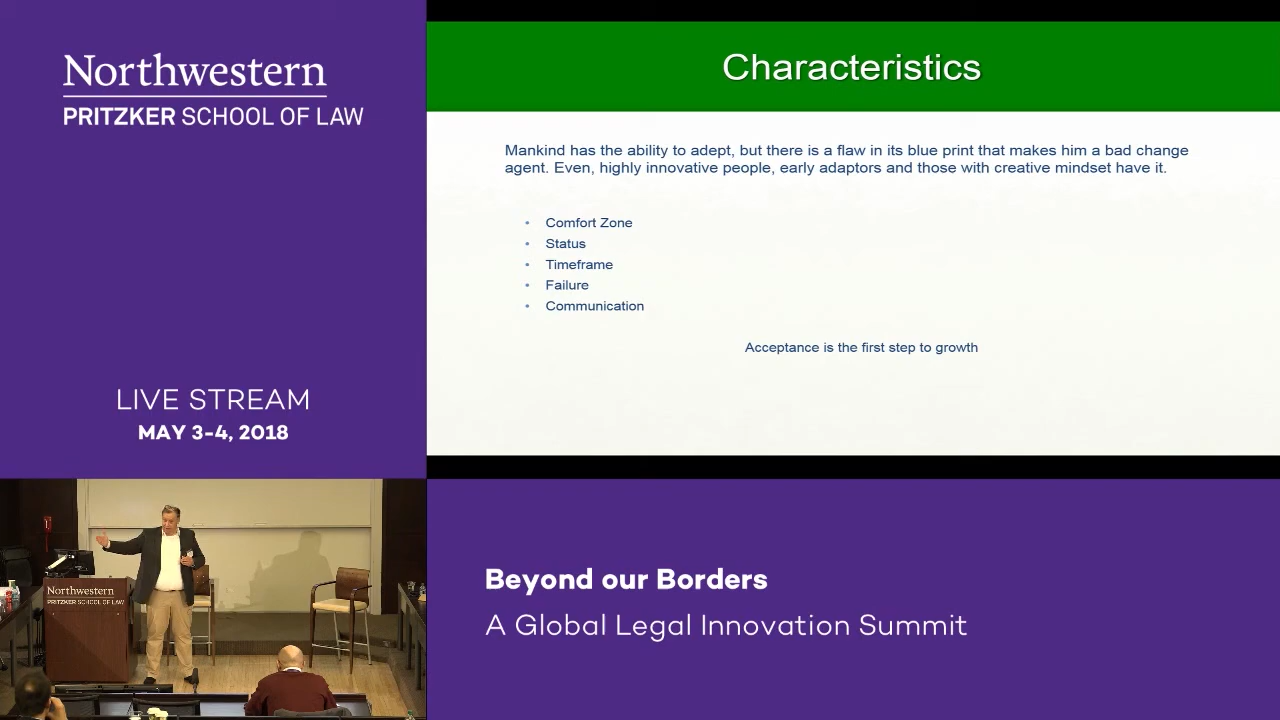 Northwestern
PRITZKER SCHOOL OF LAW
LIVE STREAM
MAY 3-4, 2018
Characteristics
Mankind has the ability to adept, but there is a flaw in its blue print that makes him a bad change
agent. Even, highly innovative people, early adaptors and those with creative mindset have it.
• Comfort Zone
• Status
• Timeframe
• Failure
• Communication
Acceptance is the first step to growth
Northwestern
PRITZKER SCHOOL OF LAW
Beyond our Borders
A Global Legal Innovation Summit